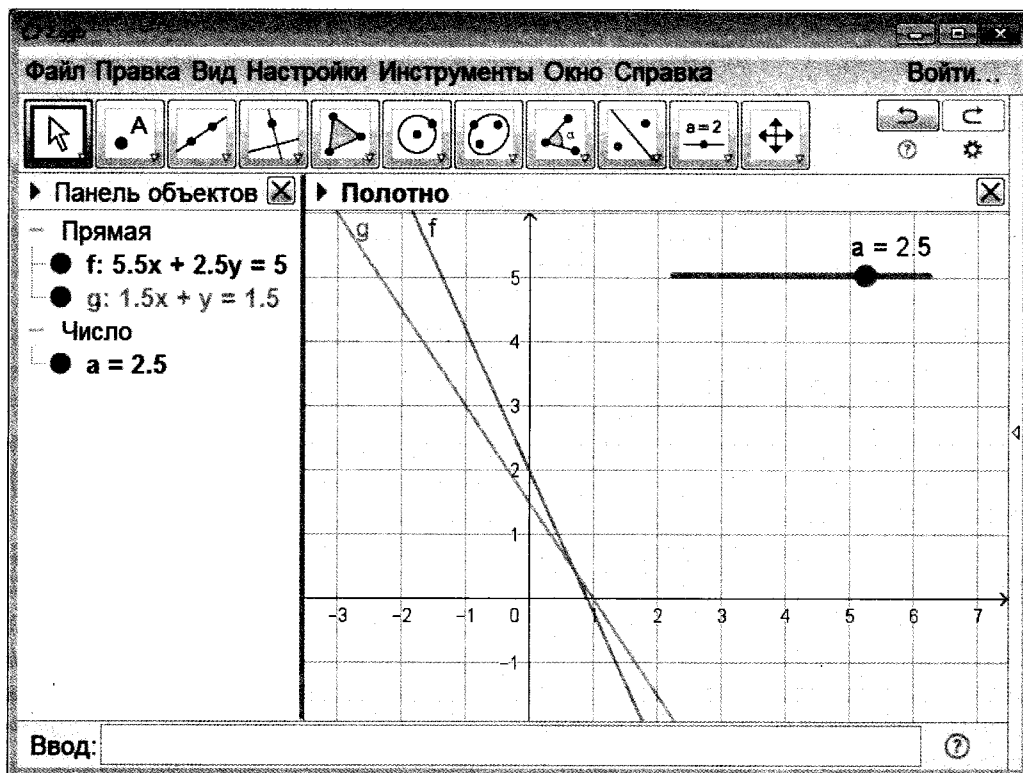 Файл Правка Вид Настройки Инструменты Окно Справка Войти...
A
α
a=2
Панель объектов
Полотно
Прямая
f: 5.5x + 2.5y = 5
g: 1.5x + y = 1.5
Число
a = 2.5
g f
a = 2.5
5
4
3
2
1
-3 -2 -1 0 1 2 3 4 5 6 7
-1
Ввод: